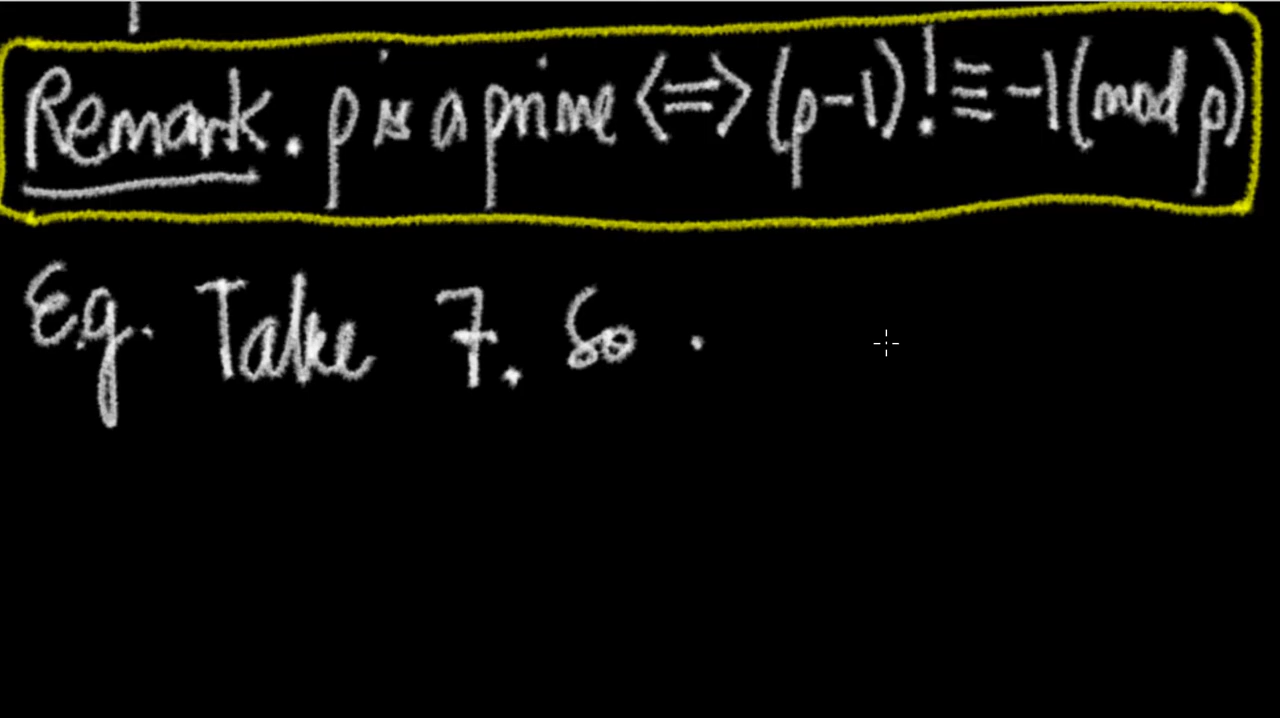 Remark. p is a prime <=> (p-1)! ≡ -1 (mod p)
Eg. Take 7. So